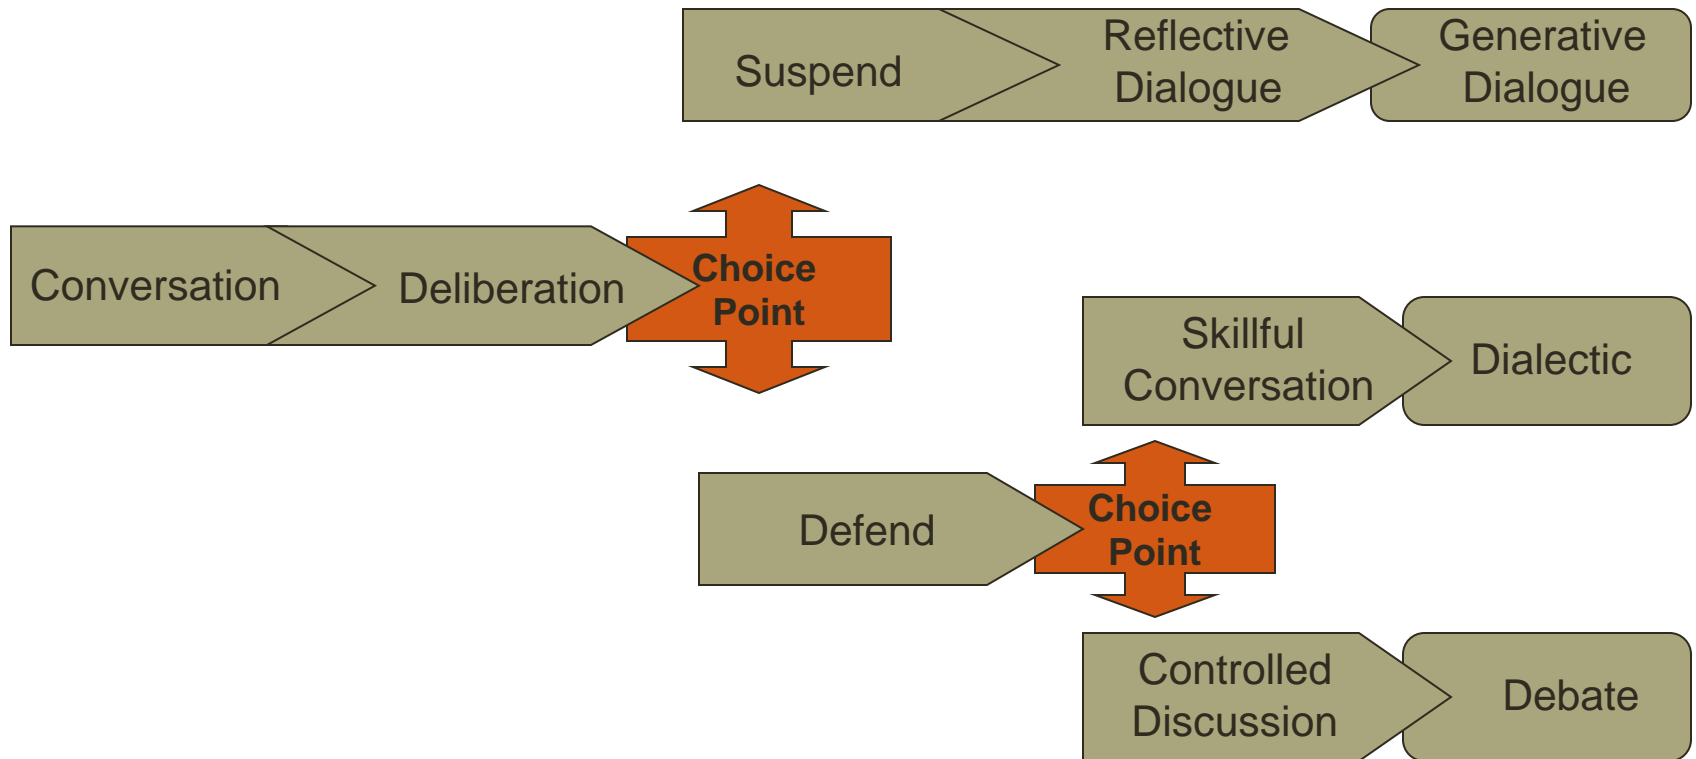 Suspend
Reflective
Dialogue
Generative
Dialogue
Conversation
Deliberation
Choice
Point
Skillful
Conversation
Dialectic
Defend
Choice
Point
Controlled
Discussion
Debate